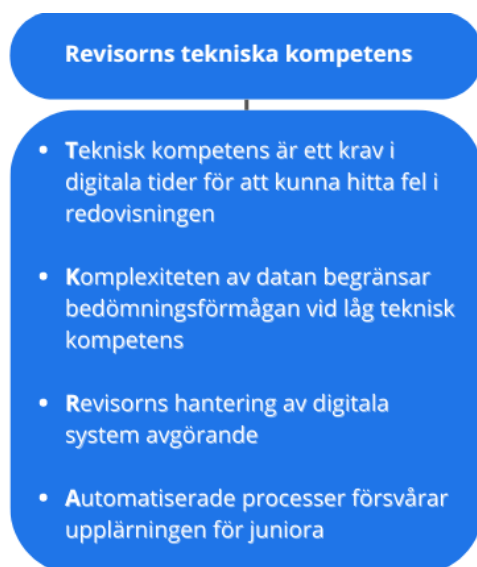 Revisorns tekniska kompetens
• Teknisk kompetens är ett krav i
digitala tider för att kunna hitta fel i
redovisningen
• Komplexiteten av datan begränsar
bedömningsförmågan vid låg teknisk
kompetens
• Revisorns hantering av digitala
system avgörande
• Automatiserade processer försvårar
upplärningen för juniora